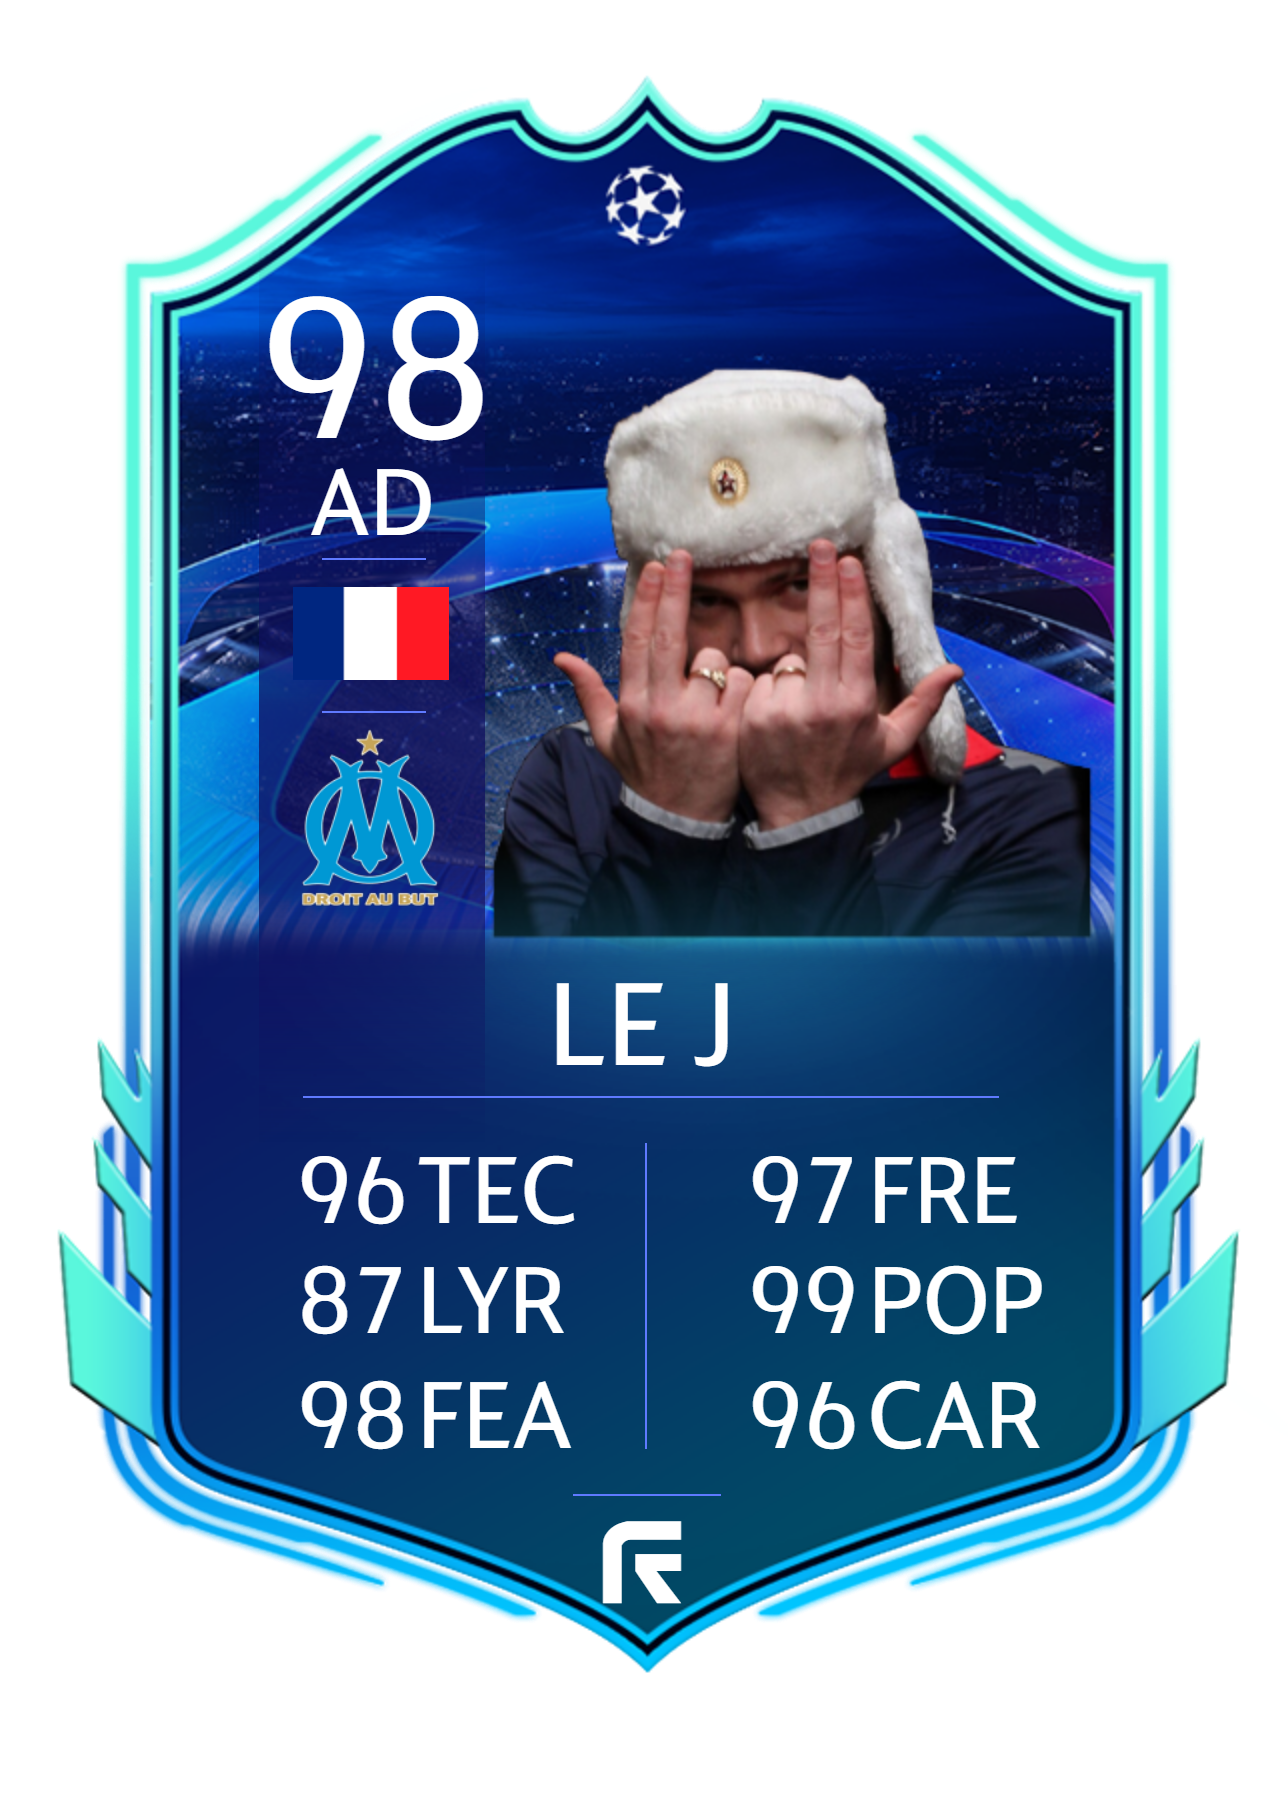 98
AD
DROIT AU BUT
LE J
96 TEC
97 FRE
87 LYR
99 POP
98 FEA
96 CAR